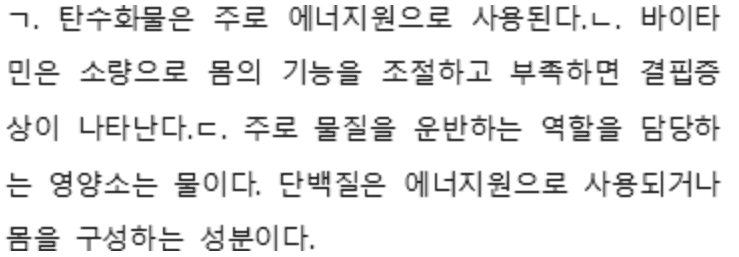 ㄱ. 탄수화물은 주로 에너지원으로 사용된다.ㄴ. 바이타
민은 소량으로 몸의 기능을 조절하고 부족하면 결핍증
상이 나타난다.ㄷ. 주로 물질을 운반하는 역할을 담당하
는 영양소는 물이다. 단백질은 에너지원으로 사용되거나
몸을 구성하는 성분이다.